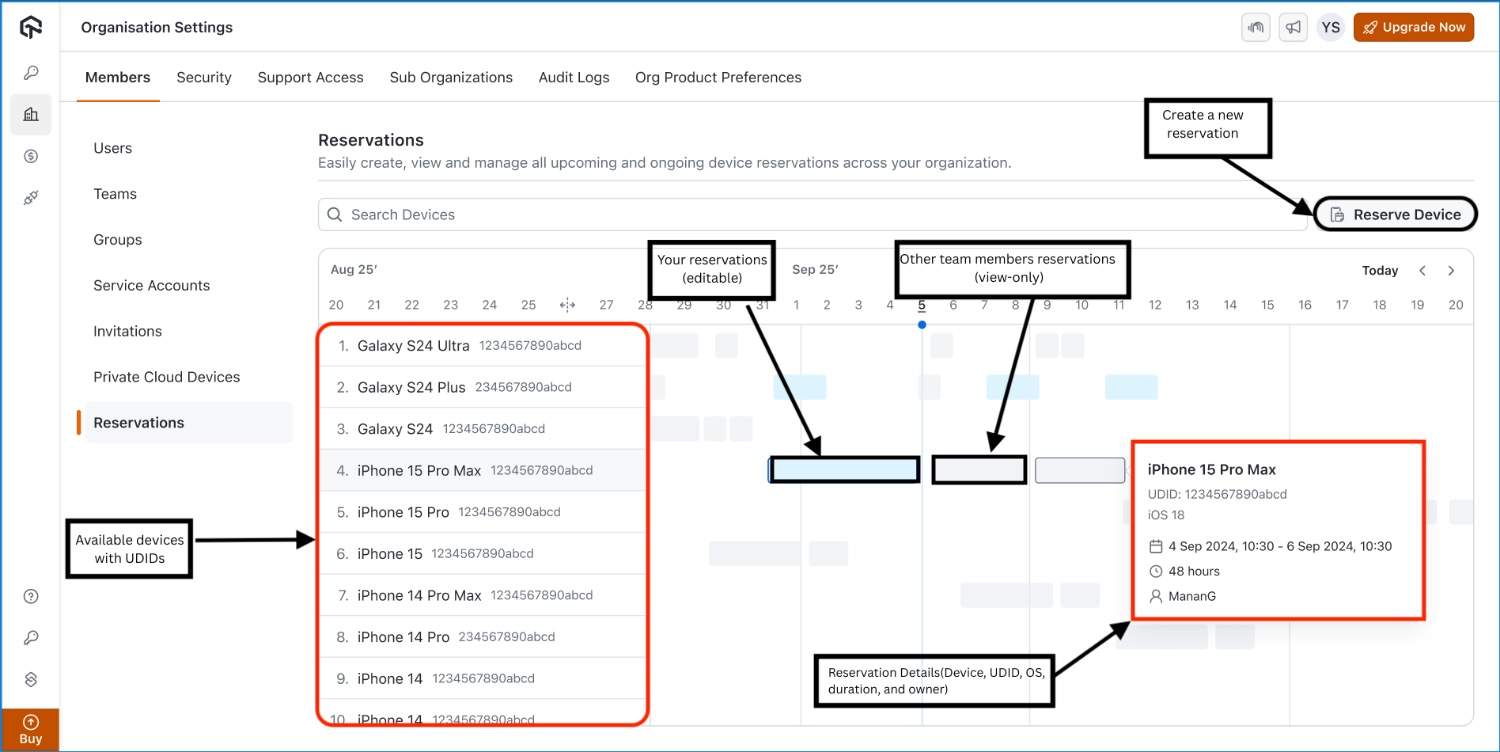 Organisation Settings
YS
Upgrade Now
Members Security Support Access Sub Organizations Audit Logs Org Product Preferences
Create a new
reservation
Users
Teams
Groups
Service Accounts
Invitations
Private Cloud Devices
Reservations
Reservations
Easily create, view and manage all upcoming and ongoing device reservations across your organization.
Search Devices
Reserve Device
Your reservations
(editable)
Other team members reservations
(view-only)
Aug 25’ Sep 25’ Today
20 21 22 23 24 25 27 28 29 30 31 1 2 3 4 5 6 7 8 9 10 11 12 13 14 15 16 17 18 19 20
1. Galaxy S24 Ultra 1234567890abcd
2. Galaxy S24 Plus 234567890abcd
3. Galaxy S24 1234567890abcd
4. iPhone 15 Pro Max 1234567890abcd
5. iPhone 15 Pro 1234567890abcd
6. iPhone 15 1234567890abcd
7. iPhone 14 Pro Max 1234567890abcd
8. iPhone 14 Pro 234567890abcd
9. iPhone 14 1234567890abcd
10. iPhone 14 1234567890abcd
Available devices
with UDIDs
iPhone 15 Pro Max
UDID: 1234567890abcd
iOS 18
4 Sep 2024, 10:30 - 6 Sep 2024, 10:30
48 hours
MananG
Reservation Details(Device, UDID, OS,
duration, and owner)
Buy